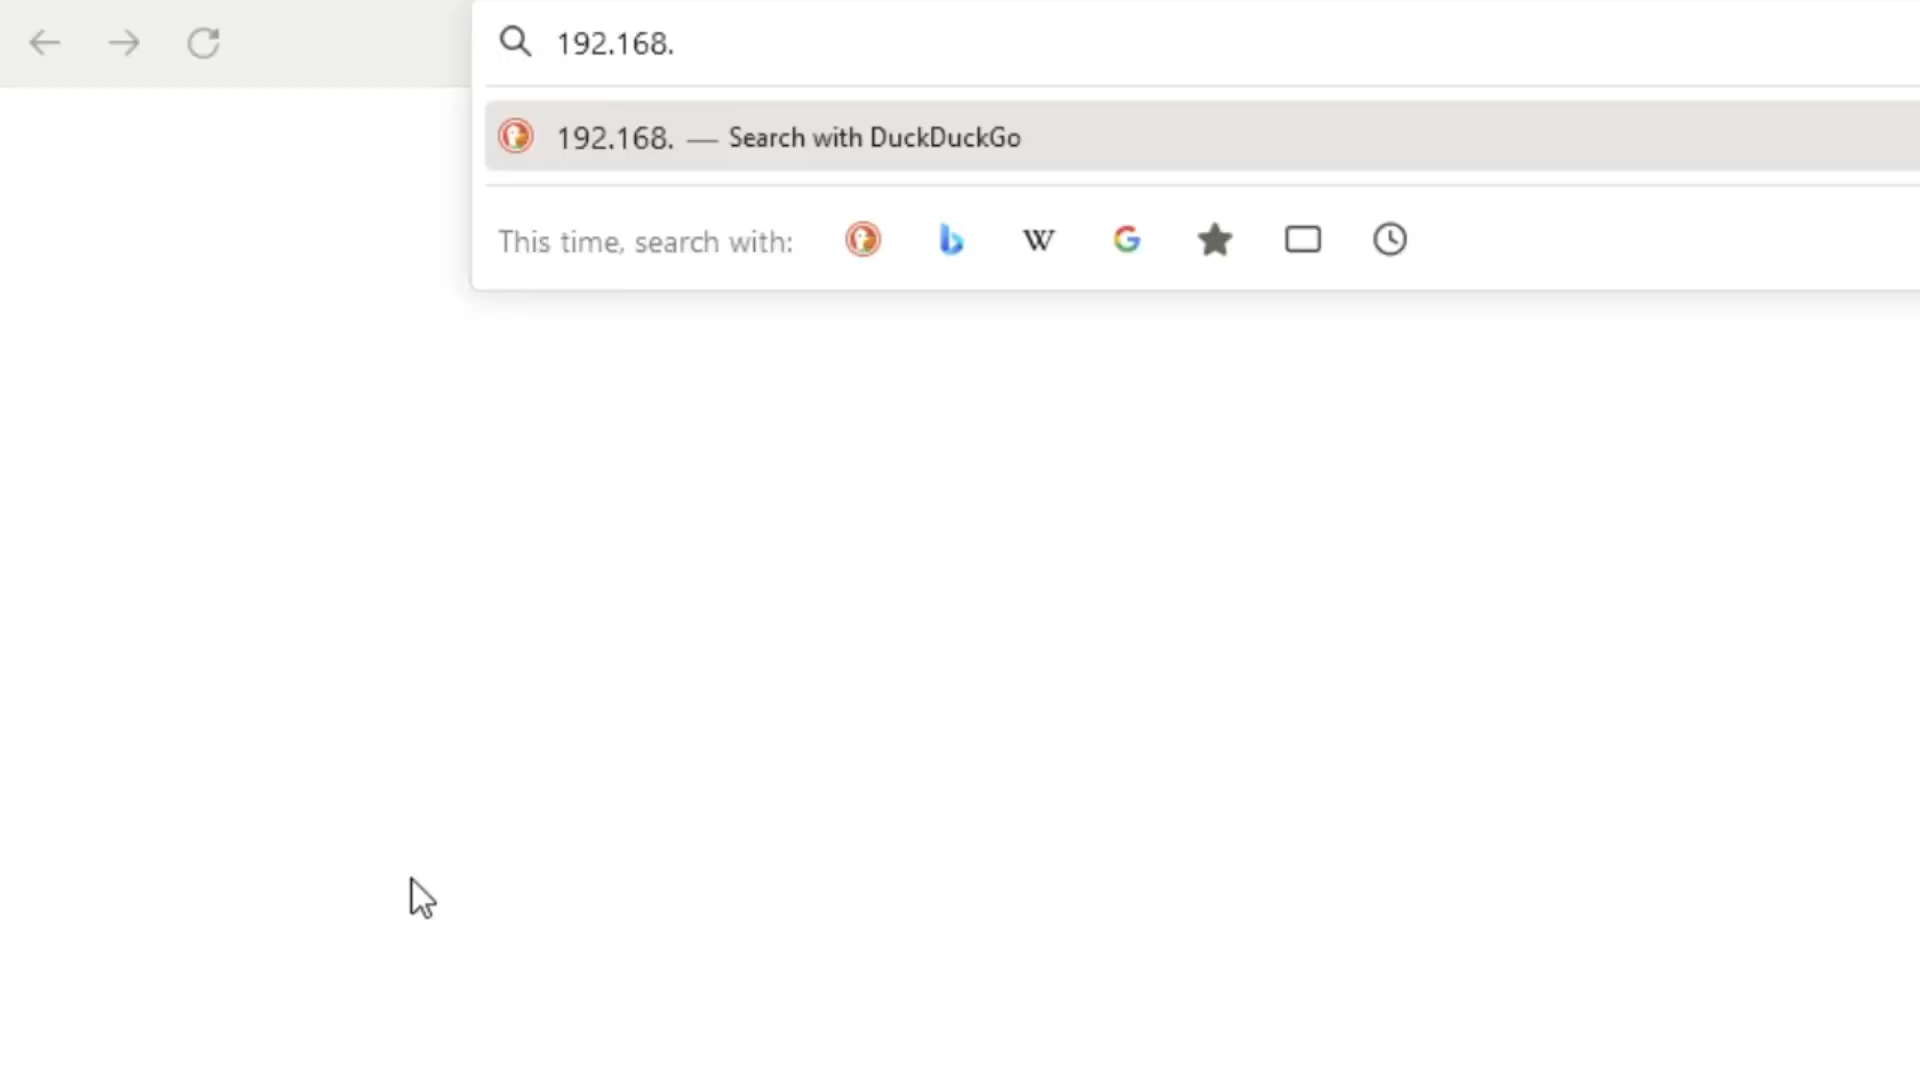 192.168.
192.168. — Search with DuckDuckGo
This time, search with: